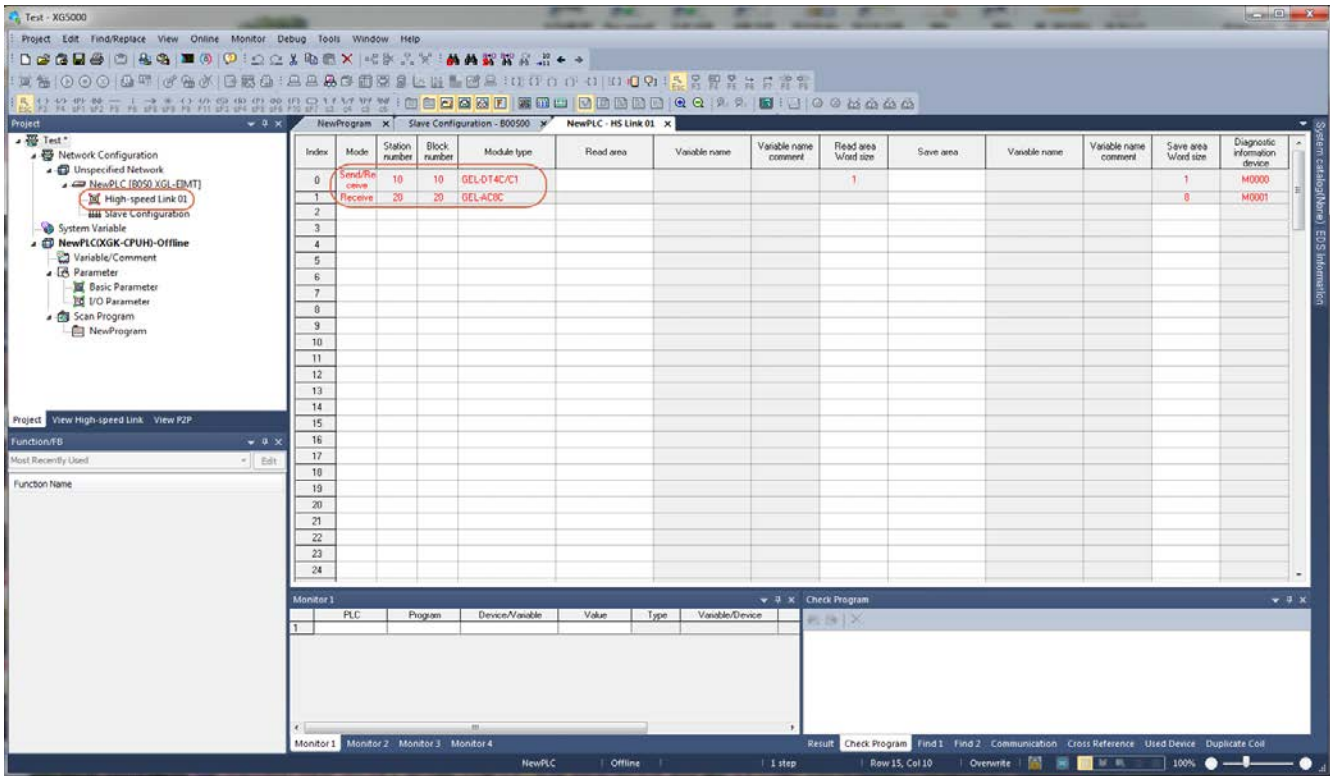 Test - XG5000
Project Edit Find/Replace View Online Monitor Debug Tools Window Help
Project
NewProgram Slave Configuration - B00S00 NewPLC - HS Link 01
Test *
Network Configuration
Unspecified Network
NewPLC [B0S0 XGL-EIMT]
High-speed Link 01
Slave Configuration
System Variable
NewPLC(XGK-CPUH)-Offline
Variable/Comment
Parameter
Basic Parameter
I/O Parameter
Scan Program
NewProgram
Project View High-speed Link View P2P
Function/FB
Most Recently Used Edit
Function Name
Index Mode Station number Block number Module type Read area Variable name Variable name comment Read area Word size Save area Variable name Variable name comment Save area Word size Diagnostic information device
0 Send/Receive 10 10 GEL-DT4C/C1 1 1 M0000
1 Receive 20 20 GEL-AC8C 8 M0001
2
3
4
5
6
7
8
9
10
11
12
13
14
15
16
17
18
19
20
21
22
23
24
System catalog(None) EDS information
Monitor 1
PLC Program Device/Variable Value Type Variable/Device
1
Monitor 1 Monitor 2 Monitor 3 Monitor 4
Check Program
Result Check Program Find 1 Find 2 Communication Cross Reference Used Device Duplicate Coil
NewPLC Offline 1 step Row 15, Col 10 Overwrite 100%